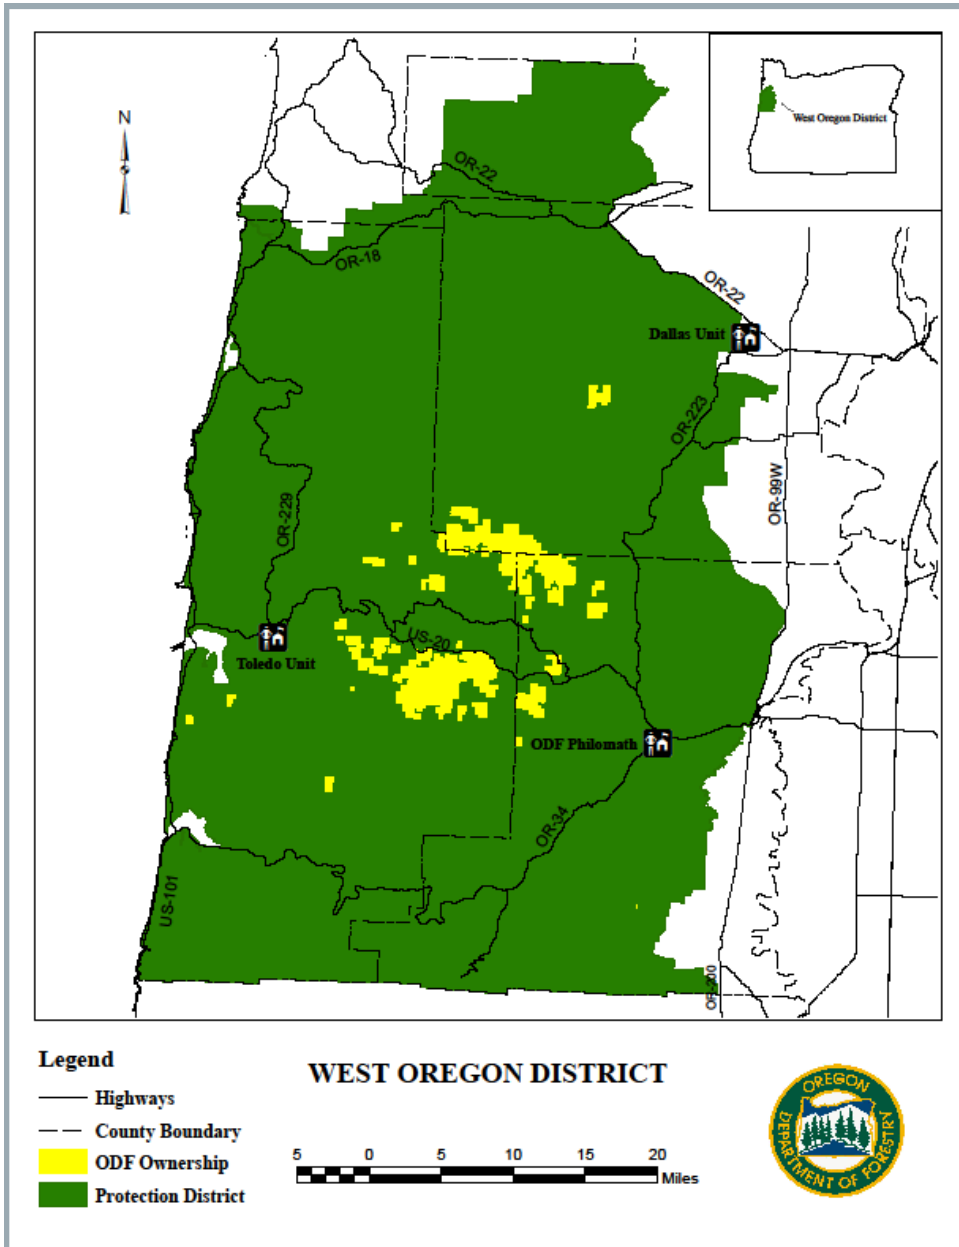 N
West Oregon District
OR-22
OR-18
OR-22
Dallas Unit
OR-223
OR-99W
OR-229
US-20
Toledo Unit
ODF Philomath
OR-34
US-101
OR-200
Legend
Highways
County Boundary
ODF Ownership
Protection District
WEST OREGON DISTRICT
5 0 5 10 15 20
Miles
OREGON
DEPARTMENT OF FORESTRY